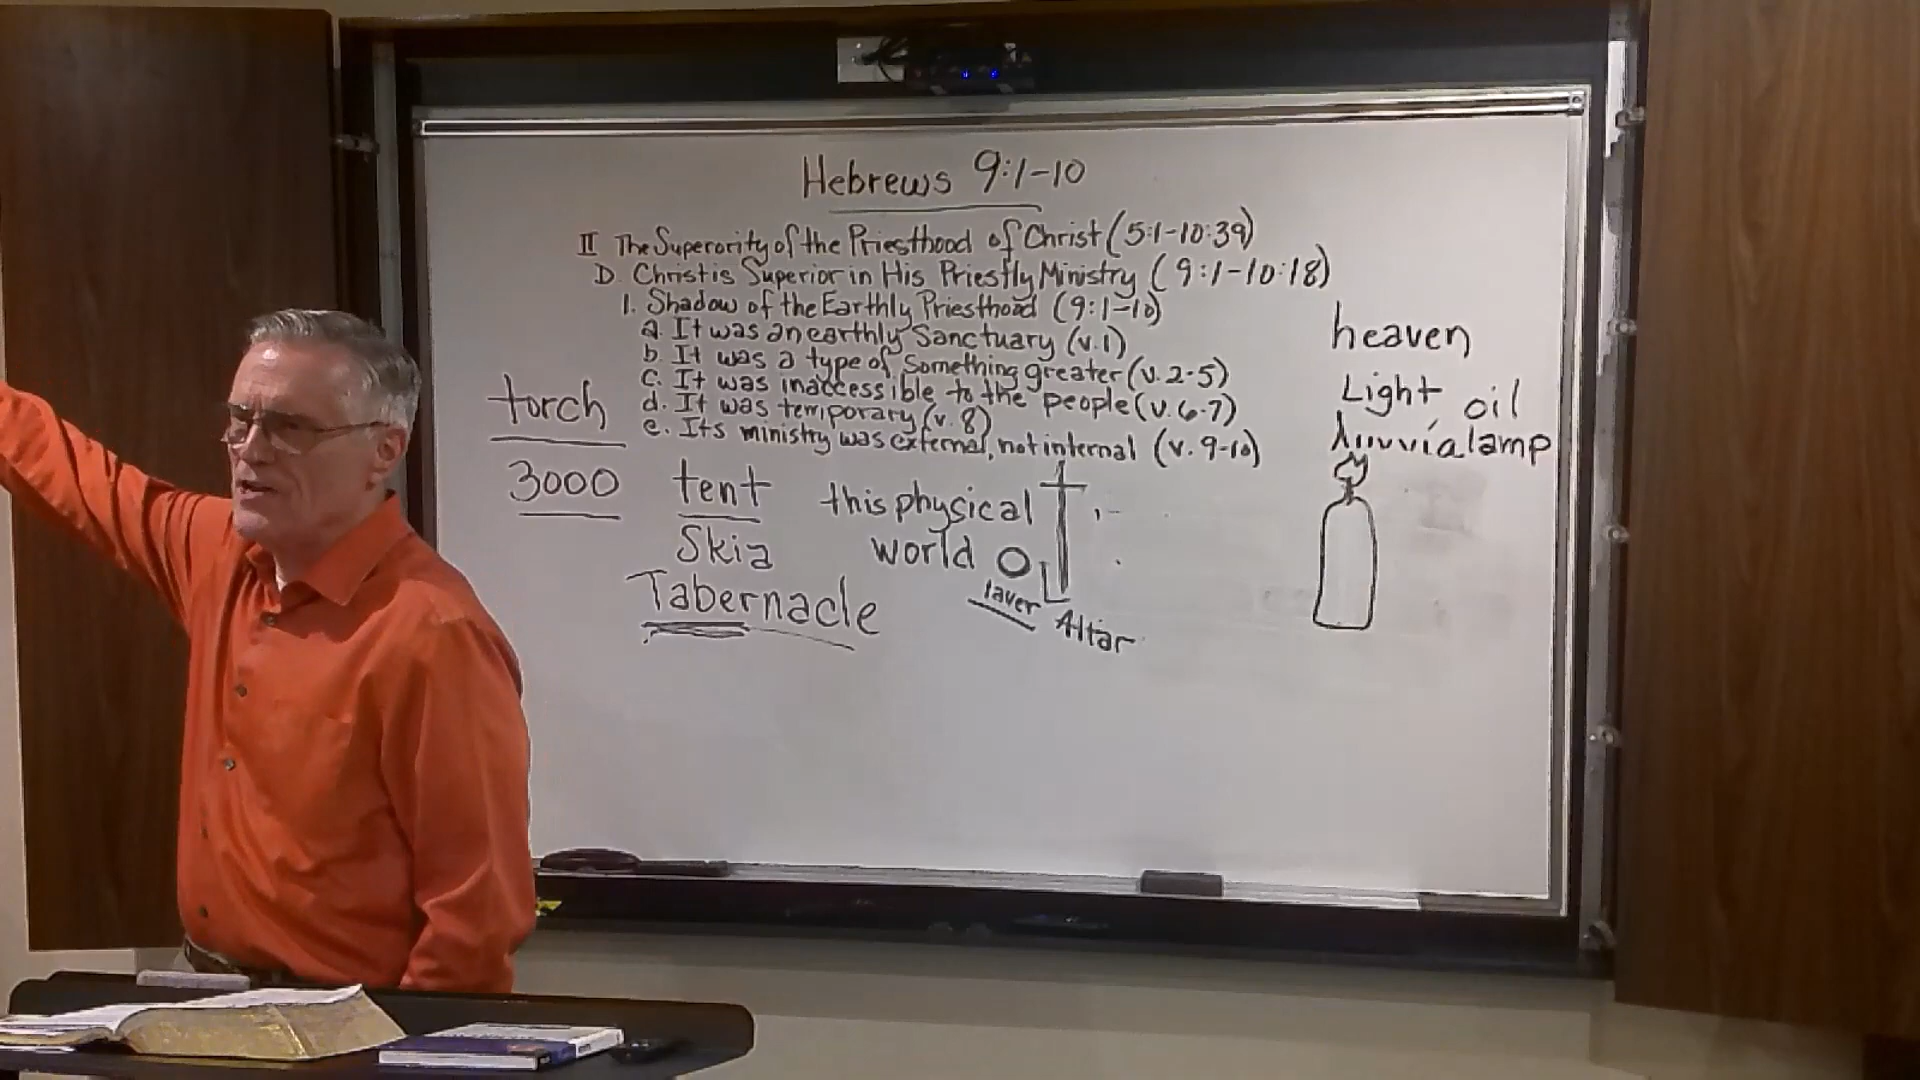 Hebrews 9:1-10
II The Superority of the Priesthood of Christ (5:1-10:39)
D. Christ is Superior in His Priestly Ministry (9:1-10:18)
1. Shadow of the Earthly Priesthood (9:1-10)
a. It was an earthly Sanctuary (v.1)
b. It was a type of Something greater (v.2-5)
c. It was inaccessible to the people (v.6-7)
d. It was temporary (v.8)
e. Its ministry was external, not internal (v.9-10)
torch
3000
tent
Skia
Tabernacle
this physical
world
laver
Altar
heaven
Light
oil
lamp